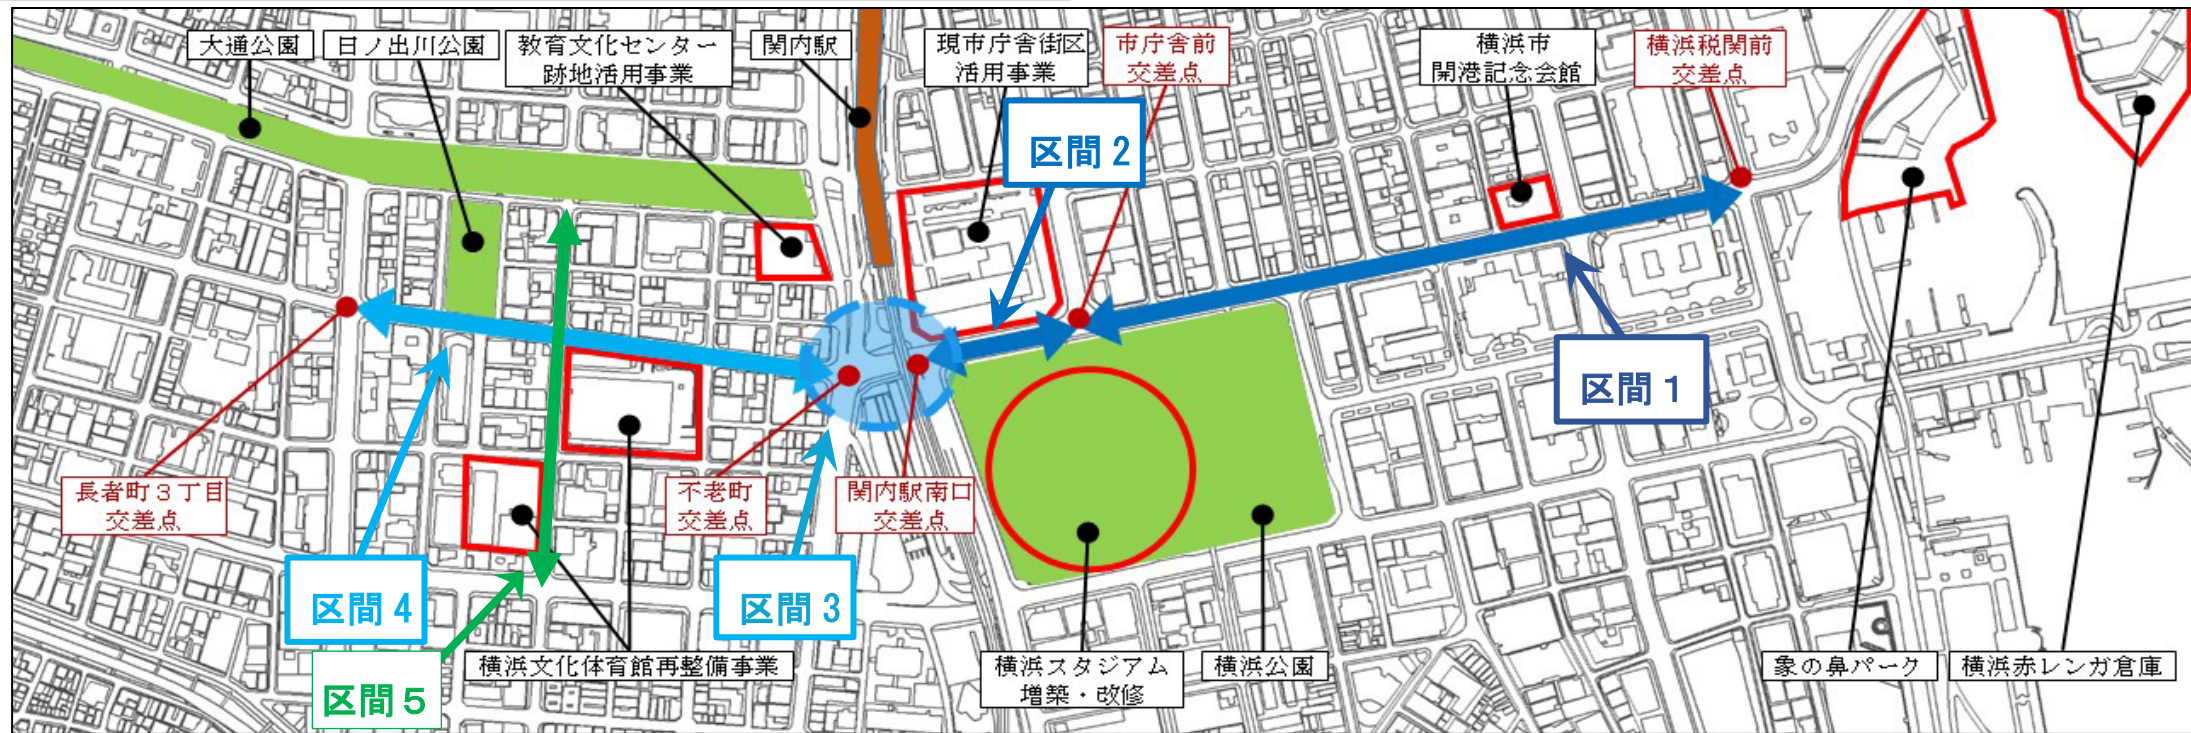 大通公園
日ノ出川公園
教育文化センター
跡地活用事業
関内駅
現市庁舎街区
活用事業
市庁舎前
交差点
横浜市
開港記念会館
横浜税関前
交差点
区間2
区間1
長者町3丁目
交差点
不老町
交差点
関内駅南口
交差点
区間4
区間3
区間5
横浜文化体育館再整備事業
横浜スタジアム
増築・改修
横浜公園
象の鼻パーク
横浜赤レンガ倉庫